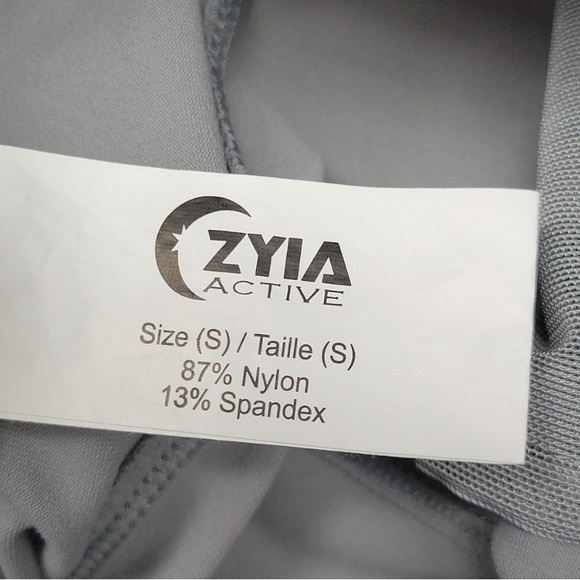 ZYIA
ACTIVE
Size (S) / Taille (S)
87% Nylon
13% Spandex